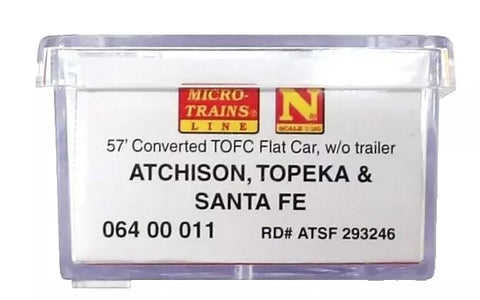 MICRO-
TRAINS®
LINE
N®
SCALE 1:160
57' Converted TOFC Flat Car, w/o trailer
ATCHISON, TOPEKA &
SANTA FE
064 00 011 RD# ATSF 293246